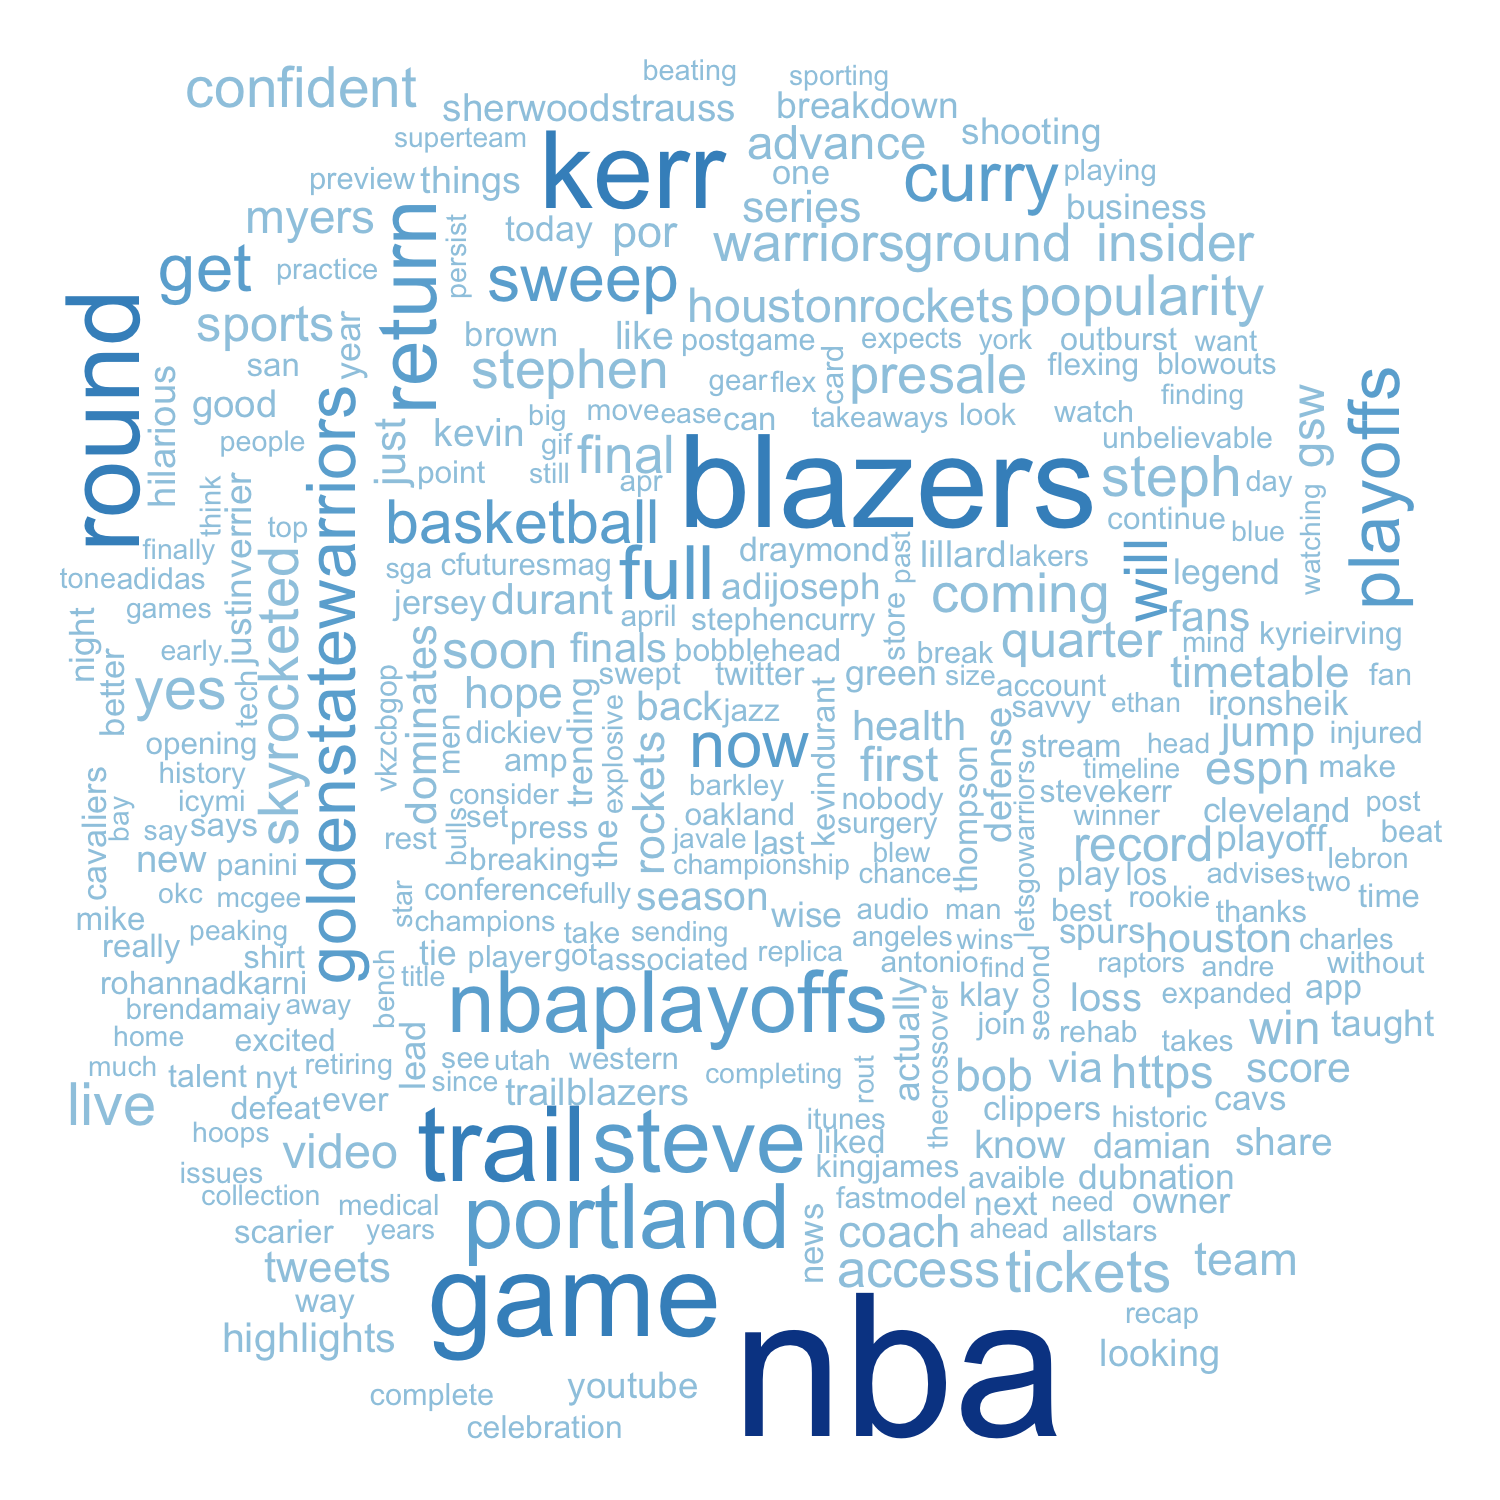 beating
sporting
confident
sherwoodstrauss
breakdown
superteam
kerr
advance
shooting
preview
things
one
curry
playing
myers
return
persist
today
por
series
business
get
practice
sweep
warriorsground
insider
round
sports
year
brown
like
houstonrockets
popularity
postgame
expects
york
outburst
want
san
stephen
gear
flex
card
presale
flexing
blowouts
playoffs
hilarious
good
goldenstatewarriors
just
kevin
big
move
ease
can
takeaways
look
watch
finding
gsw
people
point
gif
final
blazers
unbelievable
still
apr
steph
day
think
justinverrier
top
basketball
continue
blue
watching
finally
skyrocketed
full
draymond
past
lillard
lakers
will
legend
toneadidas
sga
cfuturesmag
adijoseph
coming
games
jersey
durant
april
stephencurry
store
fans
night
early
dominates
soon
finals
bobblehead
break
quarter
mind
kyrieirving
better
yes
tech
vkzcbgop
hope
trending
swept
twitter
green
size
account
timetable
fan
men
dickiev
explosive
back
jazz
kevindurant
health
defense
savvy
ethan
ironsheik
opening
amp
rockets
now
first
thompson
stream
head
jump
injured
history
consider
barkley
nobody
letsgowarriors
timeline
espn
make
cavaliers
bay
icymi
set
press
the
oakland
surgery
stevekerr
winner
cleveland
post
say
says
rest
bulls
javale
last
record
playoff
beat
new
panini
breaking
championship
blew
chance
play
los
advises
two
lebron
okc
mcgee
star
conference
fully
season
wise
audio
man
best
rookie
thanks
time
mike
peaking
champions
take
sending
angeles
wins
spurs
houston
charles
really
shirt
tie
player
got
associated
replica
antonio
find
second
raptors
andre
without
rohannadkarni
bench
title
nbaplayoffs
actually
thecrossover
klay
loss
expanded
app
brendamaiy
away
join
rehab
win
taught
home
excited
lead
takes
much
talent
nyt
retiring
see
utah
western
completing
rout
bob
via
https
score
live
defeat
ever
since
trailblazers
clippers
historic
cavs
hoops
video
trail
steve
itunes
liked
know
damian
share
issues
kingjames
avaible
dubnation
collection
medical
portland
fastmodel
next
need
owner
scarier
years
news
coach
ahead
allstars
tweets
game
access
tickets
team
way
nba
recap
highlights
looking
complete
youtube
celebration